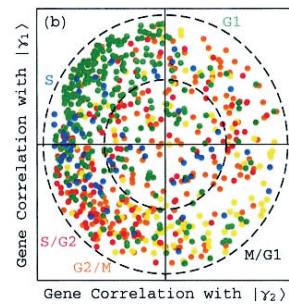 (b)
G1
S
S/G2
G2/M
M/G1
Gene Correlation with |γ₁⟩
Gene Correlation with |γ₂⟩